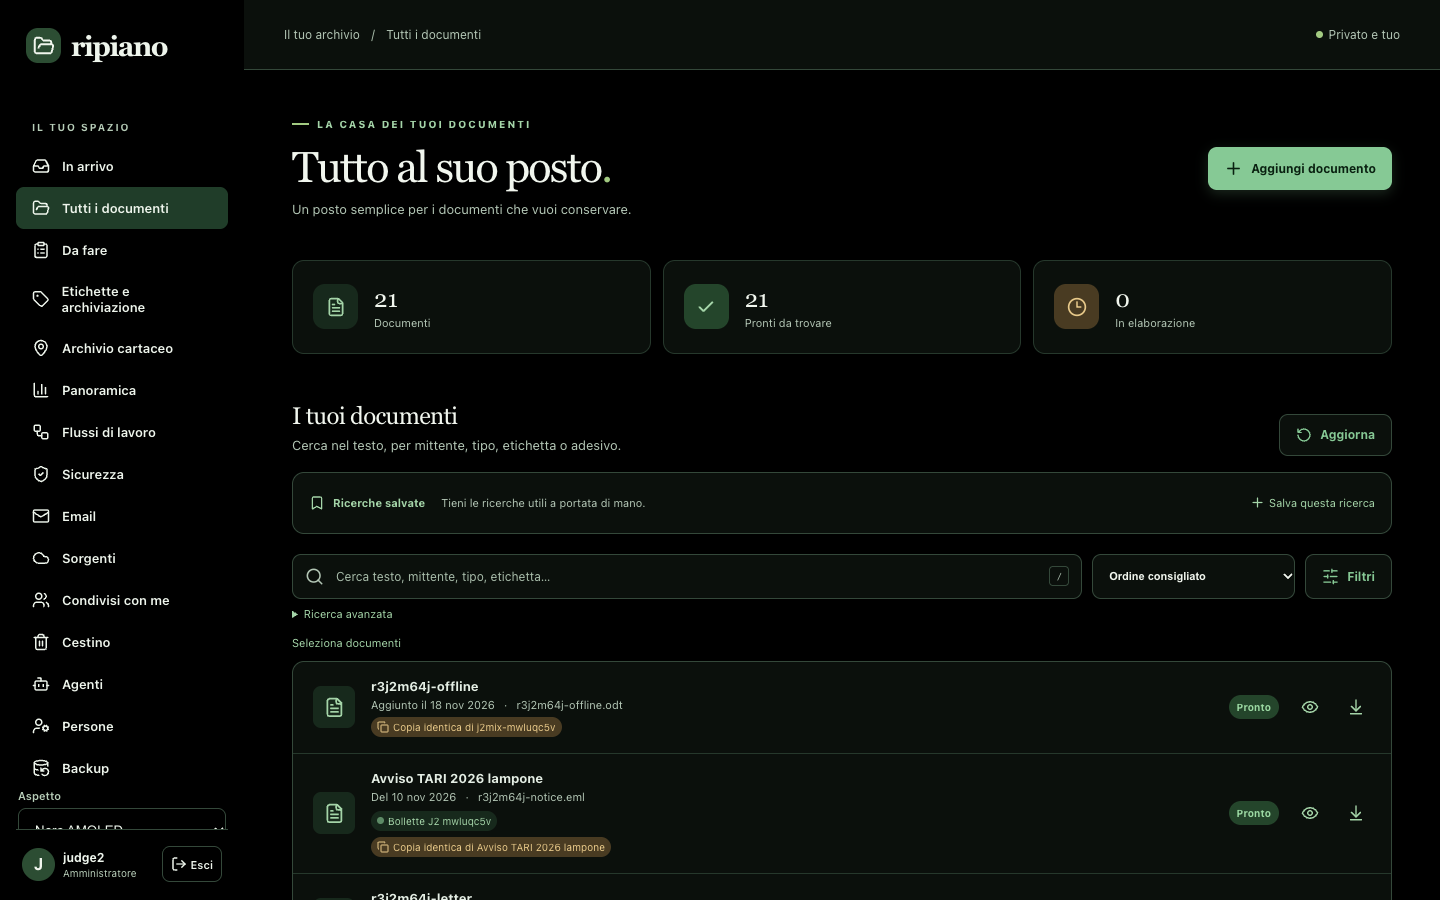 ripiano
Il tuo archivio / Tutti i documenti
Privato e tuo
IL TUO SPAZIO
In arrivo
Tutti i documenti
Da fare
Etichette e
archiviazione
Archivio cartaceo
Panoramica
Flussi di lavoro
Sicurezza
Email
Sorgenti
Condivisi con me
Cestino
Agenti
Persone
Backup
Aspetto
Nero AMOLED
J
judge2
Amministratore
Esci
LA CASA DEI TUOI DOCUMENTI
Tutto al suo posto.
Un posto semplice per i documenti che vuoi conservare.
Aggiungi documento
21
Documenti
21
Pronti da trovare
0
In elaborazione
I tuoi documenti
Cerca nel testo, per mittente, tipo, etichetta o adesivo.
Aggiorna
Ricerche salvate Tieni le ricerche utili a portata di mano.
Salva questa ricerca
Cerca testo, mittente, tipo, etichetta... /
Ordine consigliato
Filtri
Ricerca avanzata
Seleziona documenti
r3j2m64j-offline
Aggiunto il 18 nov 2026 · r3j2m64j-offline.odt
Copia identica di j2mix-mwluqc5v
Pronto
Avviso TARI 2026 lampone
Del 10 nov 2026 · r3j2m64j-notice.eml
Bollette J2 mwluqc5v
Copia identica di Avviso TARI 2026 lampone
Pronto
r3j2m64j-letter